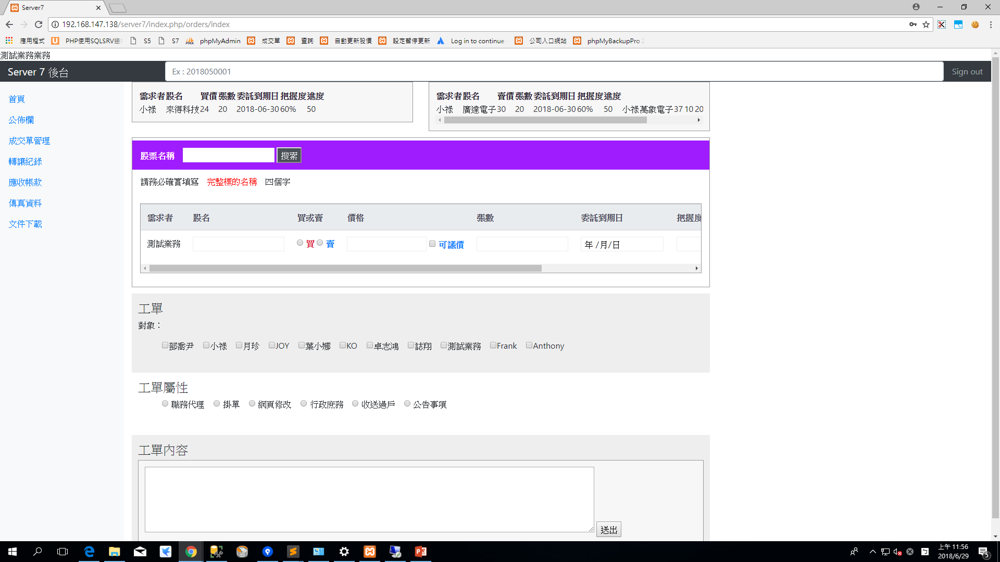 Server7
192.168.147.138/server7/index.php/orders/index
應用程式 PHP使用SQLSRV連 S5 S7 phpMyAdmin 成交單 查詢 自動更新股價 設定暫停更新 Log in to continue 公司入口網站 phpMyBackupPro
測試業務業務
Server 7 後台 Ex : 2018050001 Sign out
首頁
公佈欄
成交單管理
轉讓紀錄
應收帳款
傳真資料
文件下載
需求者 股名 買價 張數 委託到期日 把握度 進度
小祿 來得科技 24 20 2018-06-30 60% 50
需求者 股名 賣價 張數 委託到期日 把握度 進度
小祿 廣達電子 30 20 2018-06-30 60% 50 小祿 萬象電子 37 10 20
股票名稱 搜索
請務必確實填寫 完整標的名稱 四個字
需求者 股名 買或賣 價格 張數 委託到期日 把握度
測試業務 買 賣 可議價 年 /月/日
工單
對象：
鄧喬尹 小祿 月珍 JOY 葉小娜 KO 卓志鴻 誌翔 測試業務 Frank Anthony
工單屬性
職務代理 掛單 網頁修改 行政庶務 收送過戶 公告事項
工單內容
送出
上午 11:56
2018/6/29
5